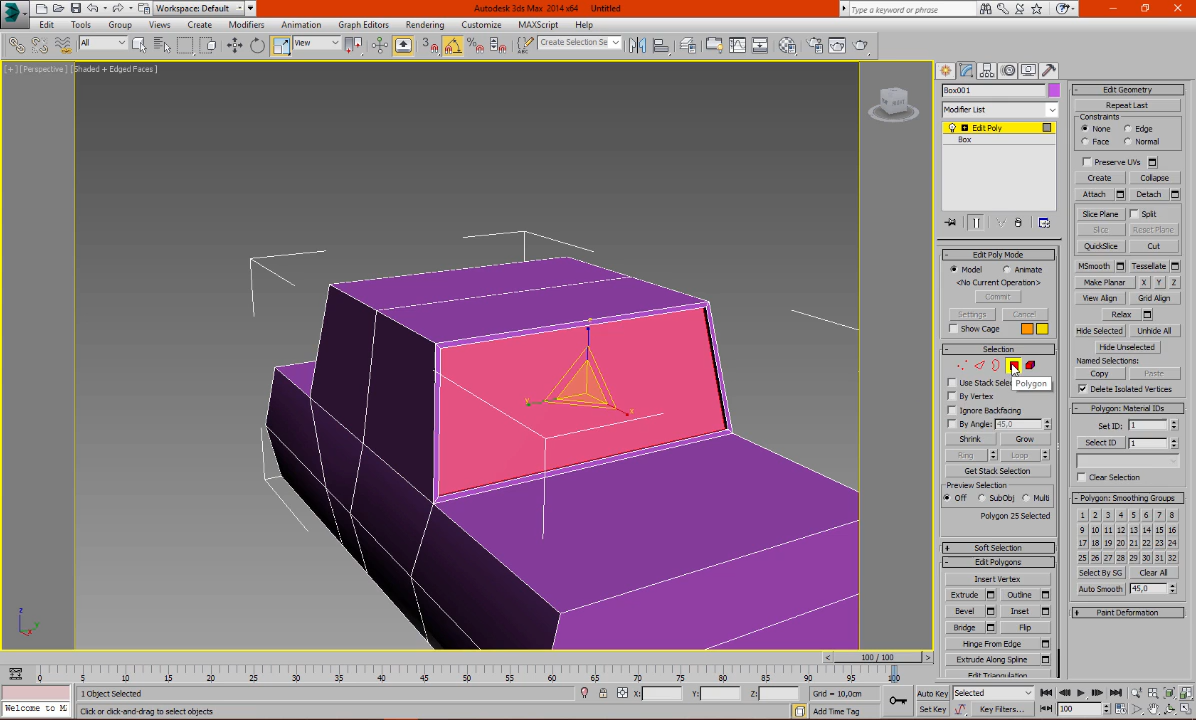 Workspace: Default
Autodesk 3ds Max 2014 x64 Untitled
Type a keyword or phrase
Edit Tools Group Views Create Modifiers Animation Graph Editors Rendering Customize MAXScript Help
All View 3 Create Selection Se
[+] [Perspective] [Shaded + Edged Faces]
Box001
Modifier List
Edit Poly
Box
Edit Poly Mode
Model Animate
<No Current Operation>
Commit
Settings Cancel
Show Cage
Selection
Polygon
Use Stack Selec
By Vertex
Ignore Backfacing
By Angle: 45,0
Shrink Grow
Ring Loop
Get Stack Selection
Preview Selection
Off SubObj Multi
Polygon 25 Selected
Soft Selection
Edit Polygons
Insert Vertex
Extrude Outline
Bevel Inset
Bridge Flip
Hinge From Edge
Extrude Along Spline
Edit Triangulation
Edit Geometry
Repeat Last
Constraints
None Edge
Face Normal
Preserve UVs
Create Collapse
Attach Detach
Slice Plane Split
Slice Reset Plane
QuickSlice Cut
MSmooth Tessellate
Make Planar X Y Z
View Align Grid Align
Relax
Hide Selected Unhide All
Hide Unselected
Named Selections:
Copy Paste
Delete Isolated Vertices
Polygon: Material IDs
Set ID: 1
Select ID 1
Clear Selection
Polygon: Smoothing Groups
1 2 3 4 5 6 7 8
9 10 11 12 13 14 15 16
17 18 19 20 21 22 23 24
25 26 27 28 29 30 31 32
Select By SG Clear All
Auto Smooth 45,0
Paint Deformation
z
y
x
z
y
x
< 100 / 100 >
0 5 10 15 20 25 30 35 40 45 50 55 60 65 70 75 80 85 90 95 100
1 Object Selected X: Y: Z: Grid = 10,0cm Auto Key Selected
Welcome to M Click or click-and-drag to select objects Add Time Tag Set Key Key Filters... 100